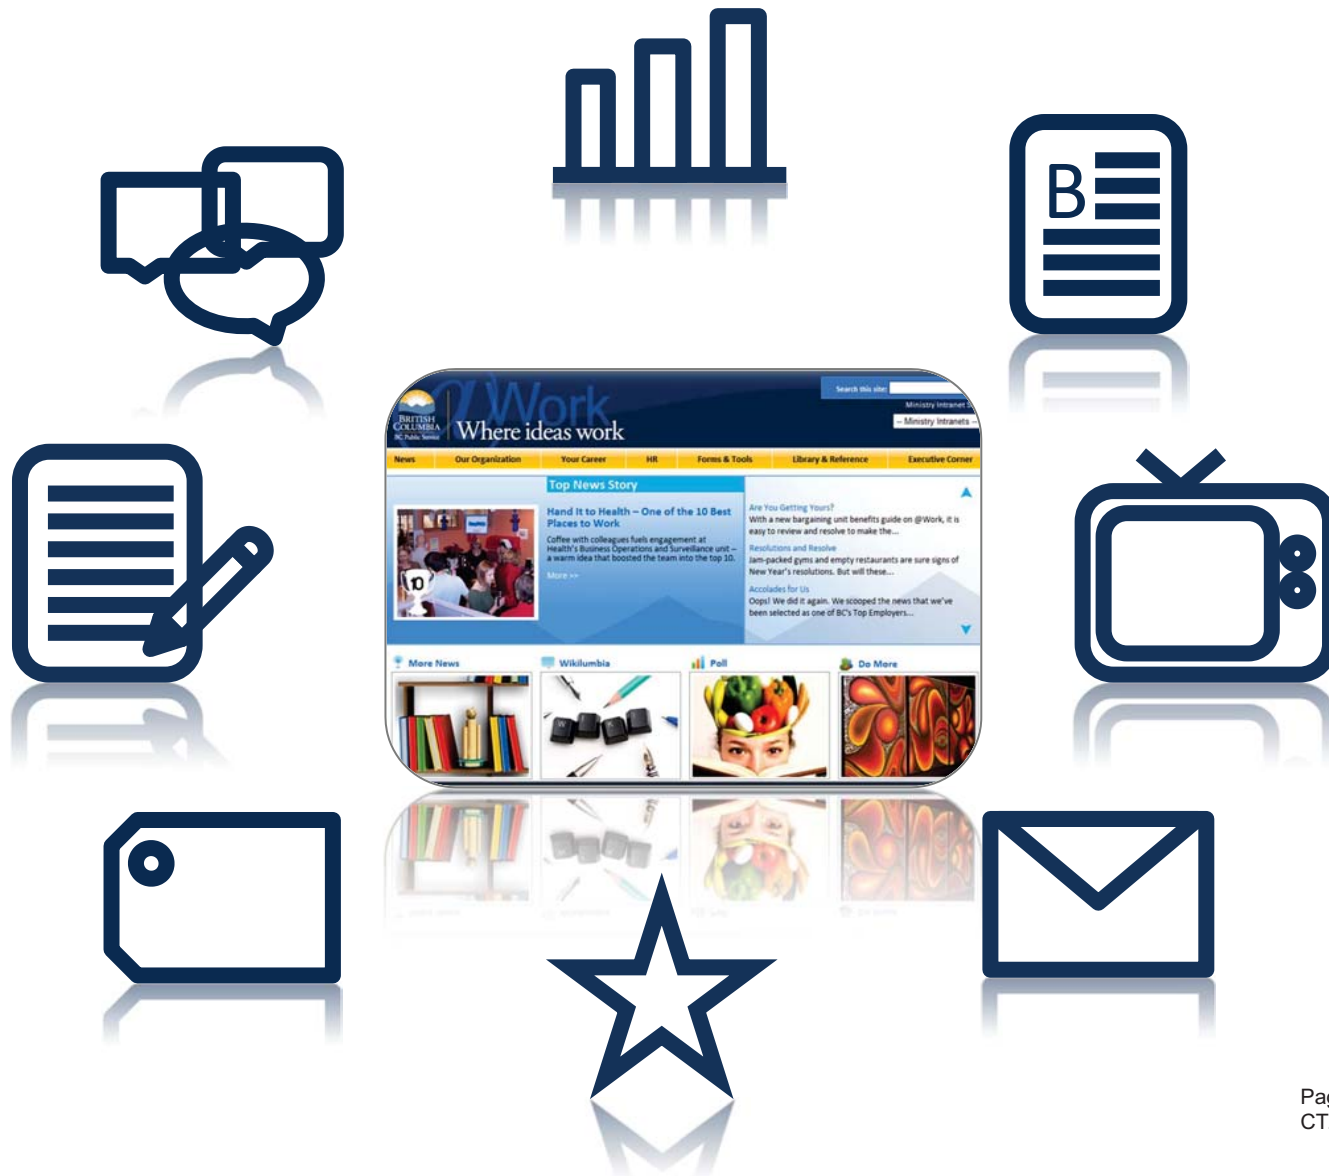 B
@Work
Search this site:
Ministry Intranet
-- Ministry Intranets --
BRITISH
COLUMBIA
BC Public Service
Where ideas work
News Our Organization Your Career HR Forms & Tools Library & Reference Executive Corner
Top News Story
Hand It to Health – One of the 10 Best
Places to Work
Coffee with colleagues fuels engagement at
Health's Business Operations and Surveillance unit –
a warm idea that boosted the team into the top 10.
More >>
10
Are You Getting Yours?
With a new bargaining unit benefits guide on @Work, it is
easy to review and resolve to make the...
Resolutions and Resolve
Jam-packed gyms and empty restaurants are sure signs of
New Year's resolutions. But will these...
Accolades for Us
Oops! We did it again. We scooped the news that we've
been selected as one of BC's Top Employers...
More News Wikilumbia Poll Do More
W I K I
Pag
CT